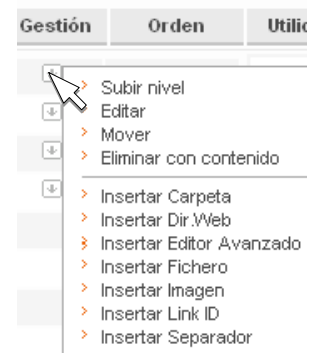 Gestión Orden
Subir nivel
Editar
Mover
Eliminar con contenido
Insertar Carpeta
Insertar Dir.Web
Insertar Editor Avanzado
Insertar Fichero
Insertar Imagen
Insertar Link ID
Insertar Separador